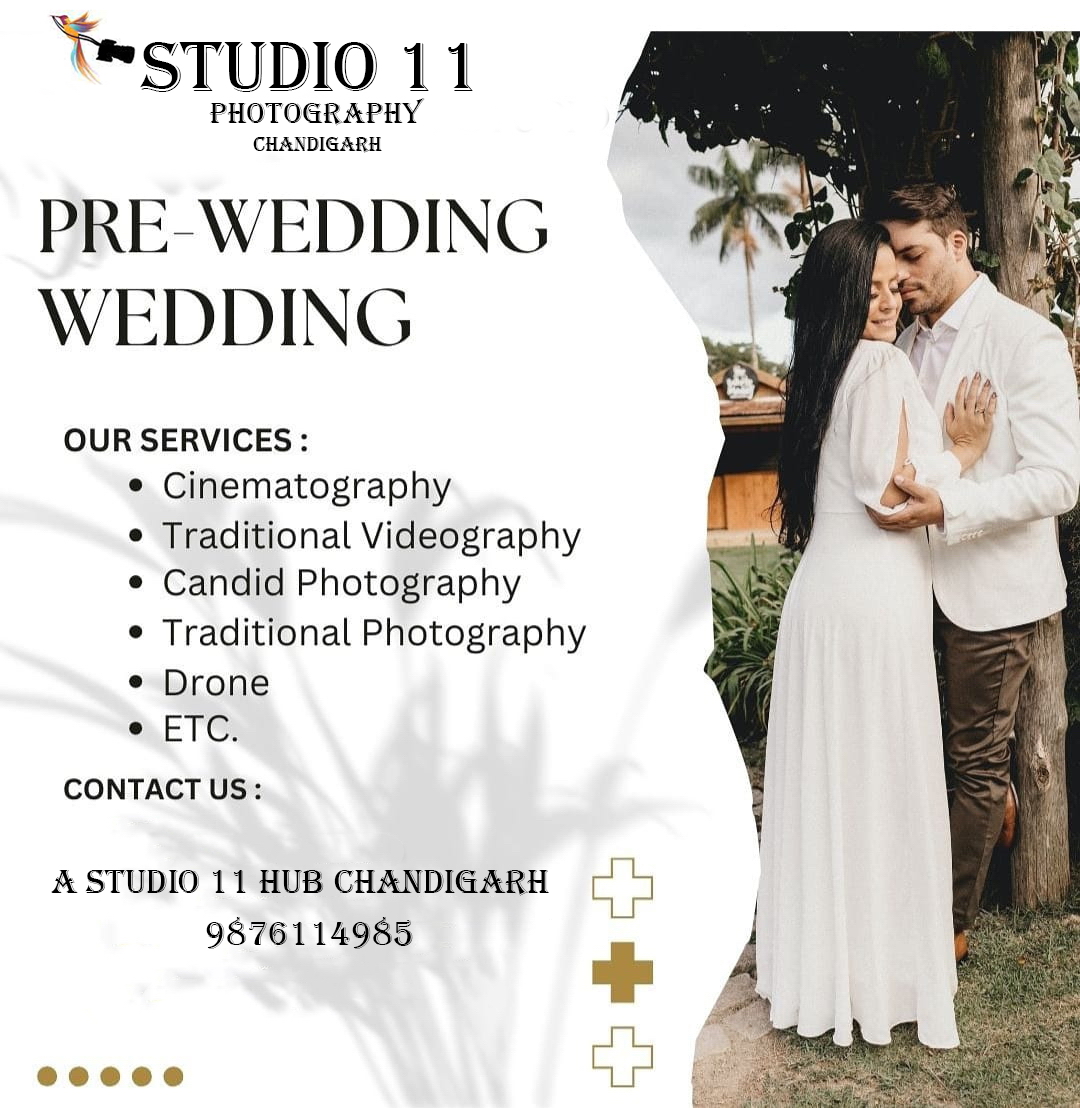 STUDIO 11
PHOTOGRAPHY
CHANDIGARH
PRE-WEDDING
WEDDING
OUR SERVICES :
• Cinematography
• Traditional Videography
• Candid Photography
• Traditional Photography
• Drone
• ETC.
CONTACT US :
A STUDIO 11 HUB CHANDIGARH
9876114985